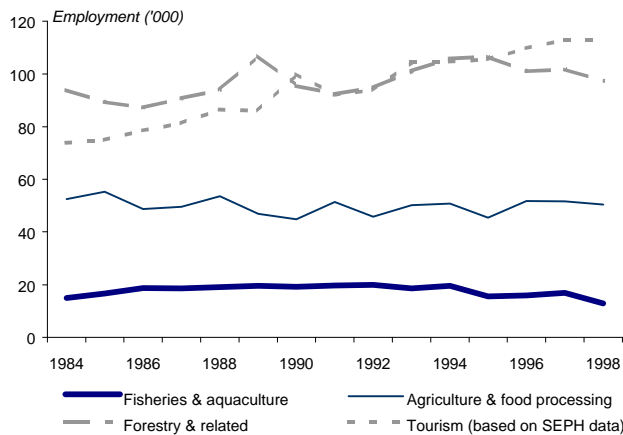 Employment ('000)
120
100
80
60
40
20
0
1984 1986 1988 1990 1992 1994 1996 1998
Fisheries & aquaculture Agriculture & food processing
Forestry & related Tourism (based on SEPH data)